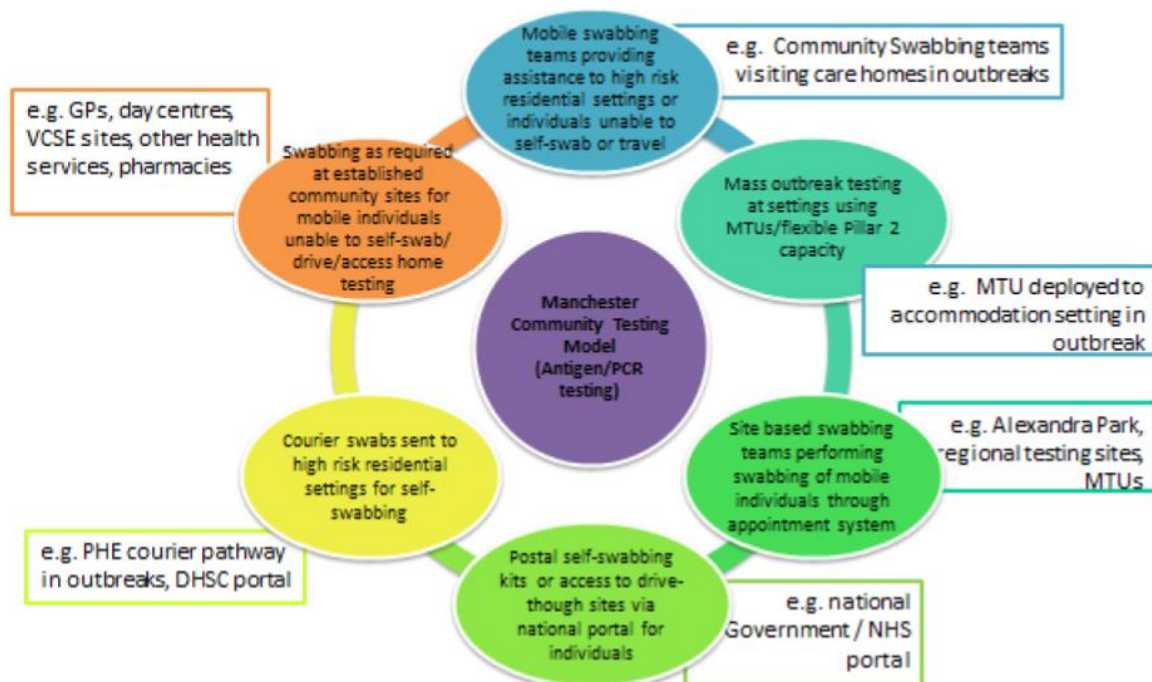 Mobile swabbing
teams providing
assistance to high risk
residential settings or
individuals unable to
self-swab or travel
e.g. Community Swabbing teams
visiting care homes in outbreaks
e.g. GPs, day centres,
VCSE sites, other health
services, pharmacies
Swabbing as required
at established
community sites for
mobile individuals
unable to self-swab/
drive/access home
testing
Mass outbreak testing
at settings using
MTUs/flexible Pillar 2
capacity
e.g. MTU deployed to
accommodation setting in
outbreak
Manchester
Community Testing
Model
(Antigen/PCR
testing)
Courier swabs sent to
high risk residential
settings for self-
swabbing
Site based swabbing
teams performing
swabbing of mobile
individuals through
appointment system
e.g. Alexandra Park,
regional testing sites,
MTUs
e.g. PHE courier pathway
in outbreaks, DHSC portal
Postal self-swabbing
kits or access to drive-
though sites via
national portal for
individuals
e.g. national
Government / NHS
portal